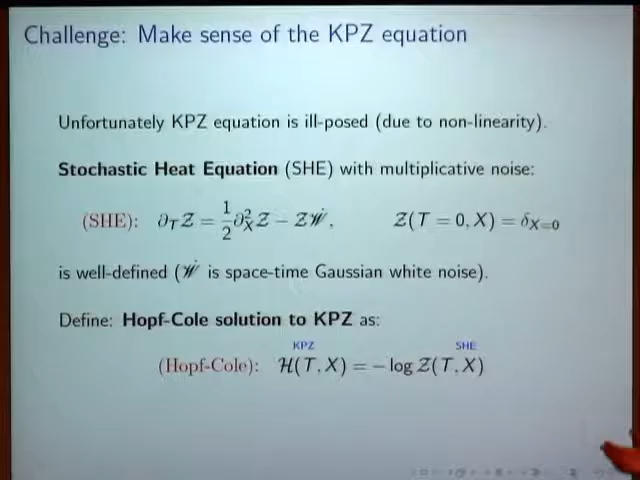 Challenge: Make sense of the KPZ equation
Unfortunately KPZ equation is ill-posed (due to non-linearity).
Stochastic Heat Equation (SHE) with multiplicative noise:
(SHE): ∂_T 𝒵 = 1/2 ∂²_X 𝒵 − 𝒵𝒲̇, 𝒵(T = 0, X) = δ_{X=0}
is well-defined (𝒲̇ is space-time Gaussian white noise).
Define: Hopf-Cole solution to KPZ as:
KPZ SHE
(Hopf-Cole): ℋ(T, X) = − log 𝒵(T, X)